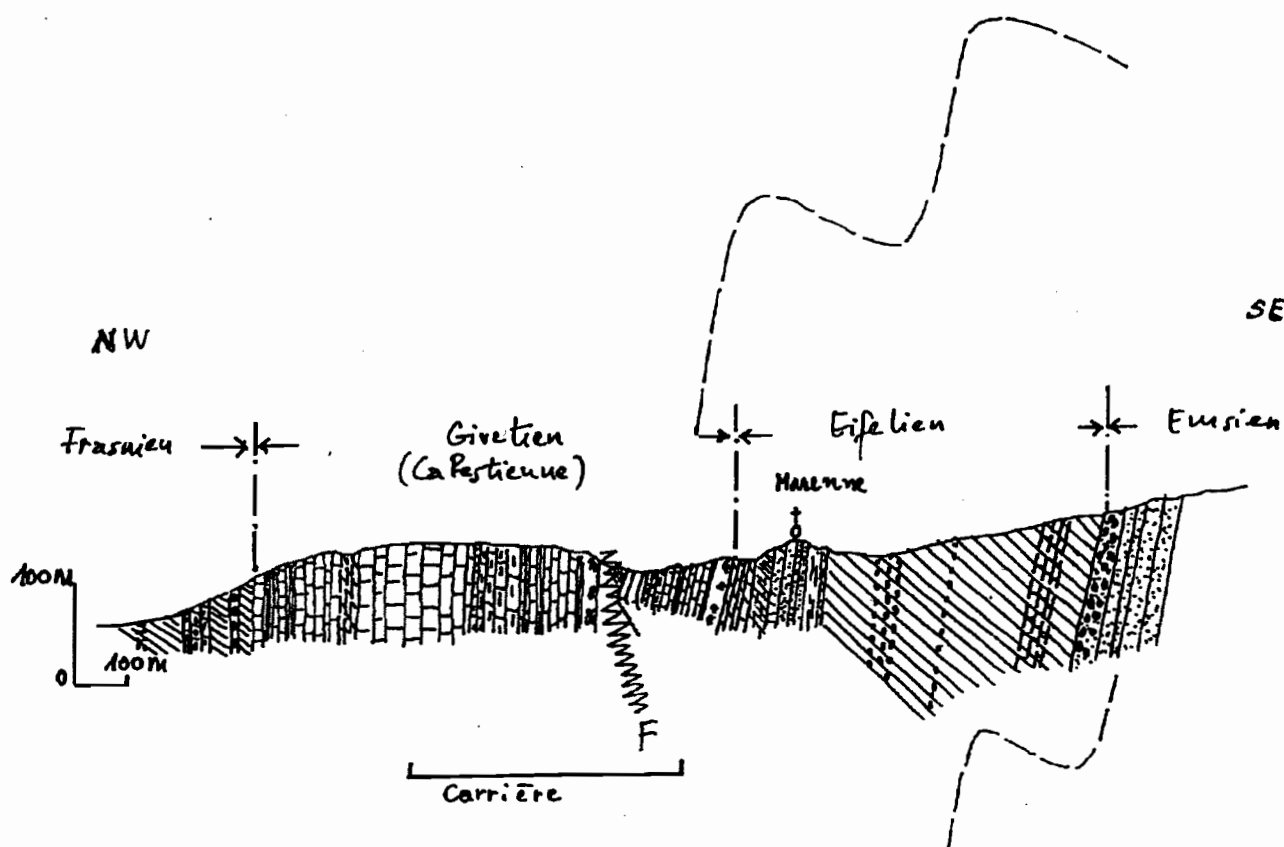 NW
SE
Frasnien
Givetien
(Calestienne)
Eifelien
Emsien
Marenne
100m
0
100m
F
Carrière